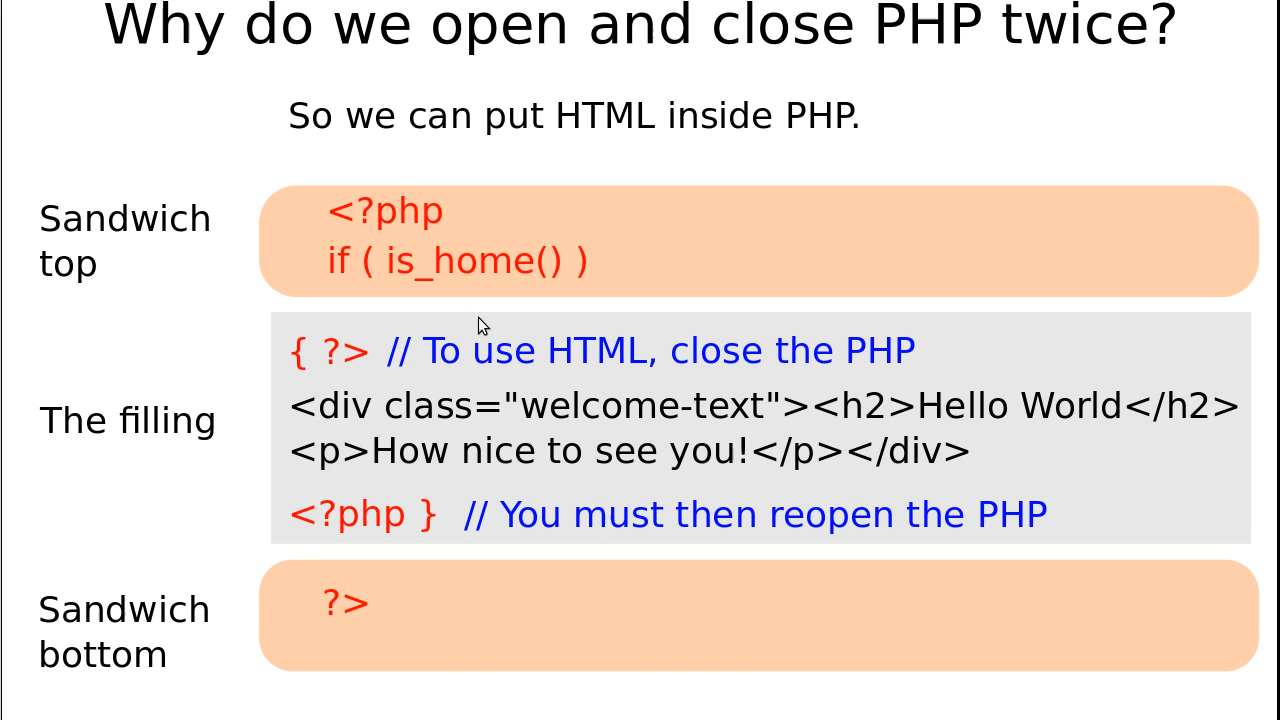 Why do we open and close PHP twice?
So we can put HTML inside PHP.
Sandwich
top
<?php
if ( is_home() )
The filling
{ ?> // To use HTML, close the PHP
<div class="welcome-text"><h2>Hello World</h2>
<p>How nice to see you!</p></div>
<?php } // You must then reopen the PHP
Sandwich
bottom
?>